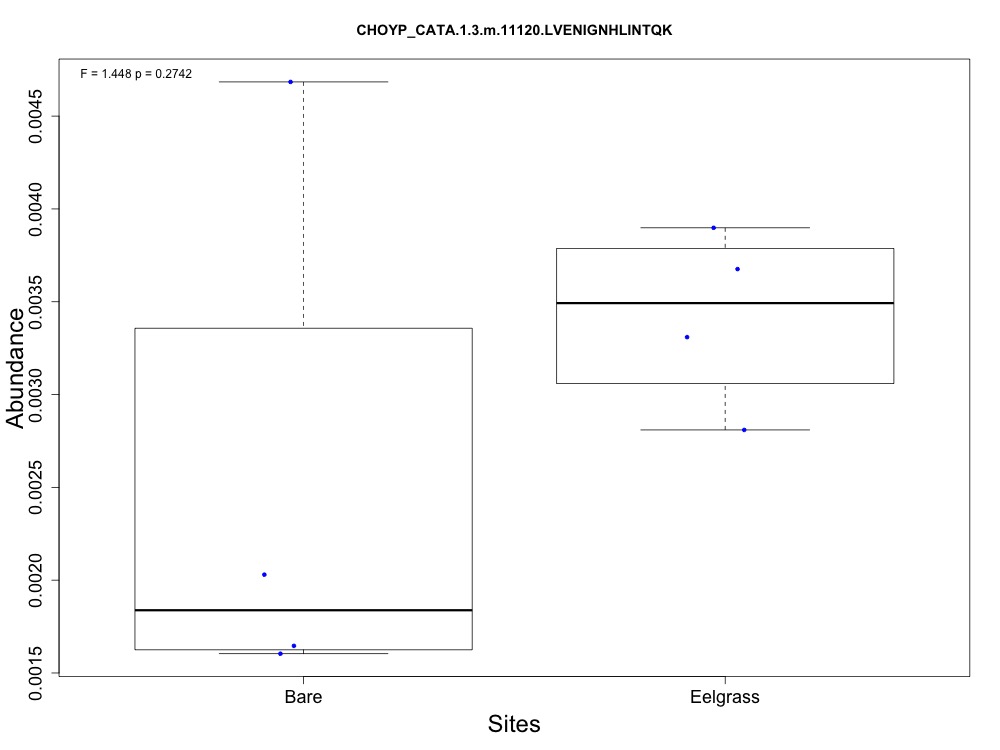 CHOYP_CATA.1.3.m.11120.LVENIGNHLINTQK
F = 1.448 p = 0.2742
Abundance
0.0045
0.0040
0.0035
0.0030
0.0025
0.0020
0.0015
Bare
Eelgrass
Sites